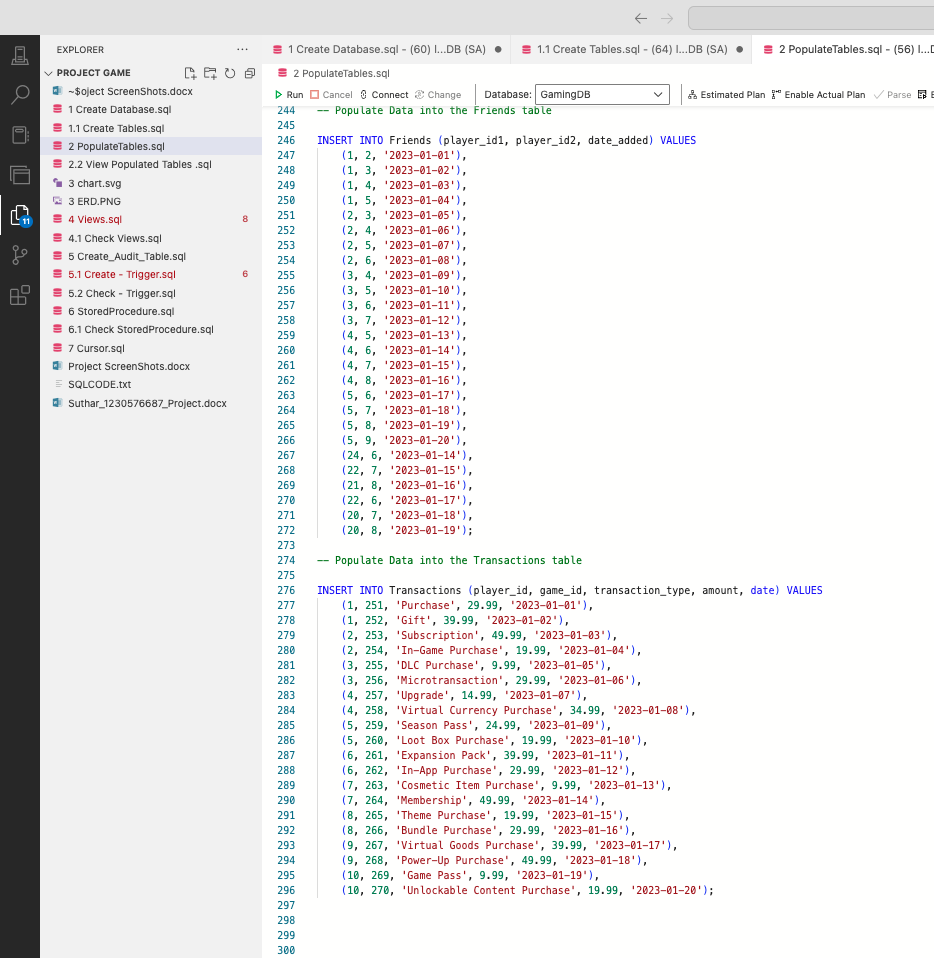 EXPLORER
PROJECT GAME
~$oject ScreenShots.docx
1 Create Database.sql
1.1 Create Tables.sql
2 PopulateTables.sql
2.2 View Populated Tables .sql
3 chart.svg
3 ERD.PNG
4 Views.sql 8
4.1 Check Views.sql
5 Create_Audit_Table.sql
5.1 Create - Trigger.sql 6
5.2 Check - Trigger.sql
6 StoredProcedure.sql
6.1 Check StoredProcedure.sql
7 Cursor.sql
Project ScreenShots.docx
SQLCODE.txt
Suthar_1230576687_Project.docx
11
1 Create Database.sql - (60) l...DB (SA)
1.1 Create Tables.sql - (64) l...DB (SA)
2 PopulateTables.sql - (56) l...D
2 PopulateTables.sql
Run Cancel Connect Change Database: GamingDB Estimated Plan Enable Actual Plan Parse E
244 -- Populate Data into the Friends table
245
246 INSERT INTO Friends (player_id1, player_id2, date_added) VALUES
247 (1, 2, '2023-01-01'),
248 (1, 3, '2023-01-02'),
249 (1, 4, '2023-01-03'),
250 (1, 5, '2023-01-04'),
251 (2, 3, '2023-01-05'),
252 (2, 4, '2023-01-06'),
253 (2, 5, '2023-01-07'),
254 (2, 6, '2023-01-08'),
255 (3, 4, '2023-01-09'),
256 (3, 5, '2023-01-10'),
257 (3, 6, '2023-01-11'),
258 (3, 7, '2023-01-12'),
259 (4, 5, '2023-01-13'),
260 (4, 6, '2023-01-14'),
261 (4, 7, '2023-01-15'),
262 (4, 8, '2023-01-16'),
263 (5, 6, '2023-01-17'),
264 (5, 7, '2023-01-18'),
265 (5, 8, '2023-01-19'),
266 (5, 9, '2023-01-20'),
267 (24, 6, '2023-01-14'),
268 (22, 7, '2023-01-15'),
269 (21, 8, '2023-01-16'),
270 (22, 6, '2023-01-17'),
271 (20, 7, '2023-01-18'),
272 (20, 8, '2023-01-19');
273
274 -- Populate Data into the Transactions table
275
276 INSERT INTO Transactions (player_id, game_id, transaction_type, amount, date) VALUES
277 (1, 251, 'Purchase', 29.99, '2023-01-01'),
278 (1, 252, 'Gift', 39.99, '2023-01-02'),
279 (2, 253, 'Subscription', 49.99, '2023-01-03'),
280 (2, 254, 'In-Game Purchase', 19.99, '2023-01-04'),
281 (3, 255, 'DLC Purchase', 9.99, '2023-01-05'),
282 (3, 256, 'Microtransaction', 29.99, '2023-01-06'),
283 (4, 257, 'Upgrade', 14.99, '2023-01-07'),
284 (4, 258, 'Virtual Currency Purchase', 34.99, '2023-01-08'),
285 (5, 259, 'Season Pass', 24.99, '2023-01-09'),
286 (5, 260, 'Loot Box Purchase', 19.99, '2023-01-10'),
287 (6, 261, 'Expansion Pack', 39.99, '2023-01-11'),
288 (6, 262, 'In-App Purchase', 29.99, '2023-01-12'),
289 (7, 263, 'Cosmetic Item Purchase', 9.99, '2023-01-13'),
290 (7, 264, 'Membership', 49.99, '2023-01-14'),
291 (8, 265, 'Theme Purchase', 19.99, '2023-01-15'),
292 (8, 266, 'Bundle Purchase', 29.99, '2023-01-16'),
293 (9, 267, 'Virtual Goods Purchase', 39.99, '2023-01-17'),
294 (9, 268, 'Power-Up Purchase', 49.99, '2023-01-18'),
295 (10, 269, 'Game Pass', 9.99, '2023-01-19'),
296 (10, 270, 'Unlockable Content Purchase', 19.99, '2023-01-20');
297
298
299
300